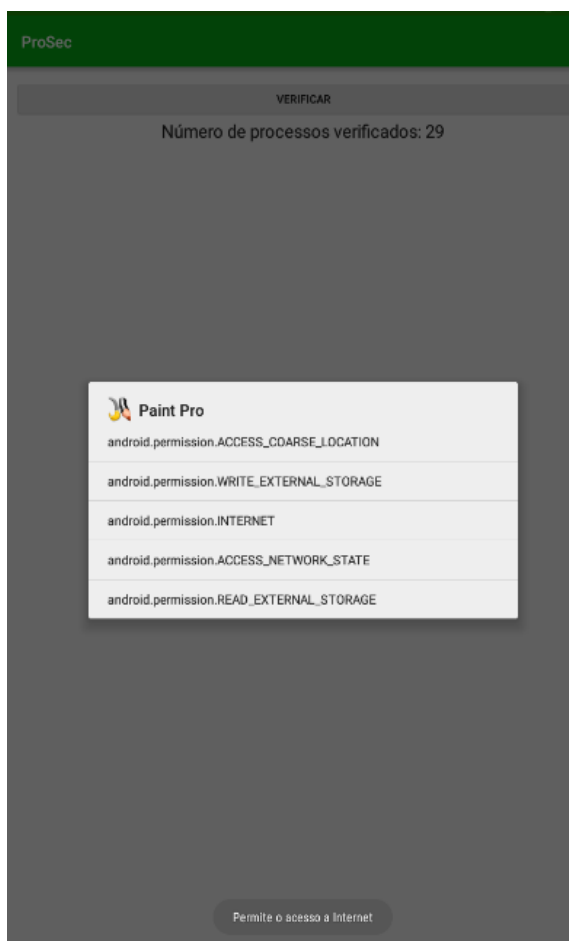 ProSec
VERIFICAR
Número de processos verificados: 29
Paint Pro
android.permission.ACCESS_COARSE_LOCATION
android.permission.WRITE_EXTERNAL_STORAGE
android.permission.INTERNET
android.permission.ACCESS_NETWORK_STATE
android.permission.READ_EXTERNAL_STORAGE
Permite o acesso a Internet